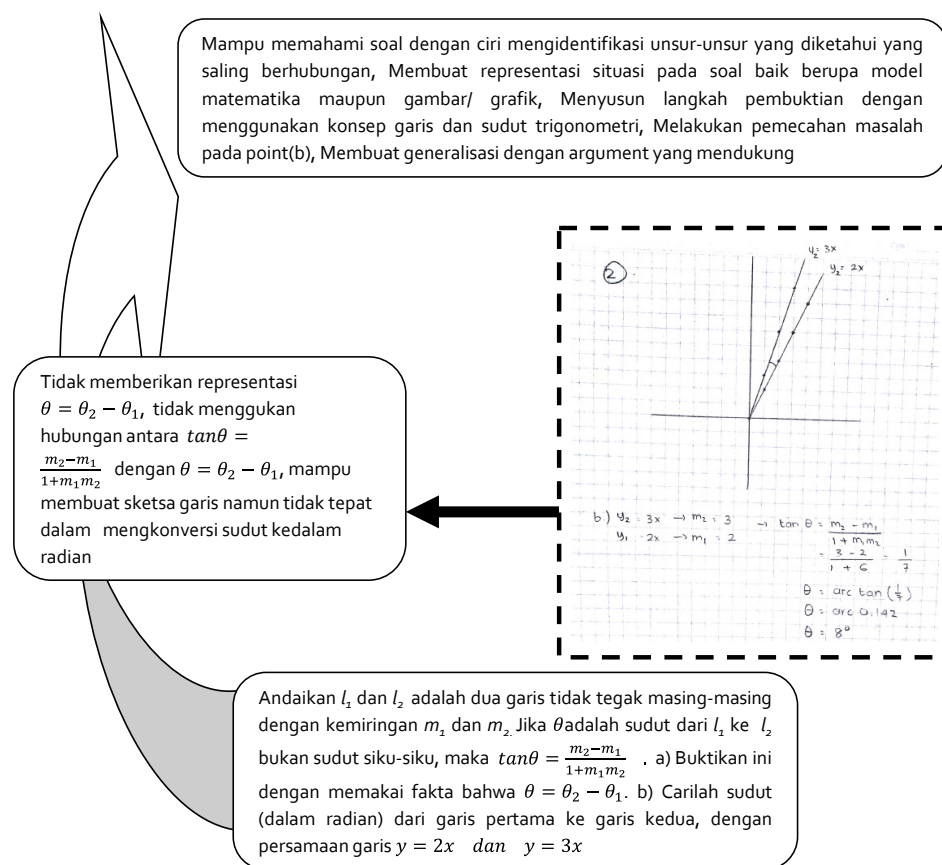 Mampu memahami soal dengan ciri mengidentifikasi unsur-unsur yang diketahui yang
saling berhubungan, Membuat representasi situasi pada soal baik berupa model
matematika maupun gambar/ grafik, Menyusun langkah pembuktian dengan
menggunakan konsep garis dan sudut trigonometri, Melakukan pemecahan masalah
pada point(b), Membuat generalisasi dengan argument yang mendukung
2
y₂ = 3x
y₂ = 2x
Tidak memberikan representasi
θ = θ₂ − θ₁, tidak menggukan
hubungan antara tanθ =
\frac{m₂−m₁}{1+m₁m₂} dengan θ = θ₂ − θ₁, mampu
membuat sketsa garis namun tidak tepat
dalam mengkonversi sudut kedalam
radian
b.) y₂ = 3x → m₂ = 3 → tan θ = \frac{m₂ - m₁}{1 + m₁m₂}
y₁ = 2x → m₁ = 2
= \frac{3 - 2}{1 + 6} = \frac{1}{7}
θ = arc tan (\frac{1}{7})
θ = arc 0,142
θ = 8°
Andaikan l₁ dan l₂ adalah dua garis tidak tegak masing-masing
dengan kemiringan m₁ dan m₂. Jika θadalah sudut dari l₁ ke l₂
bukan sudut siku-siku, maka tanθ = \frac{m₂−m₁}{1+m₁m₂} . a) Buktikan ini
dengan memakai fakta bahwa θ = θ₂ − θ₁. b) Carilah sudut
(dalam radian) dari garis pertama ke garis kedua, dengan
persamaan garis y = 2x dan y = 3x